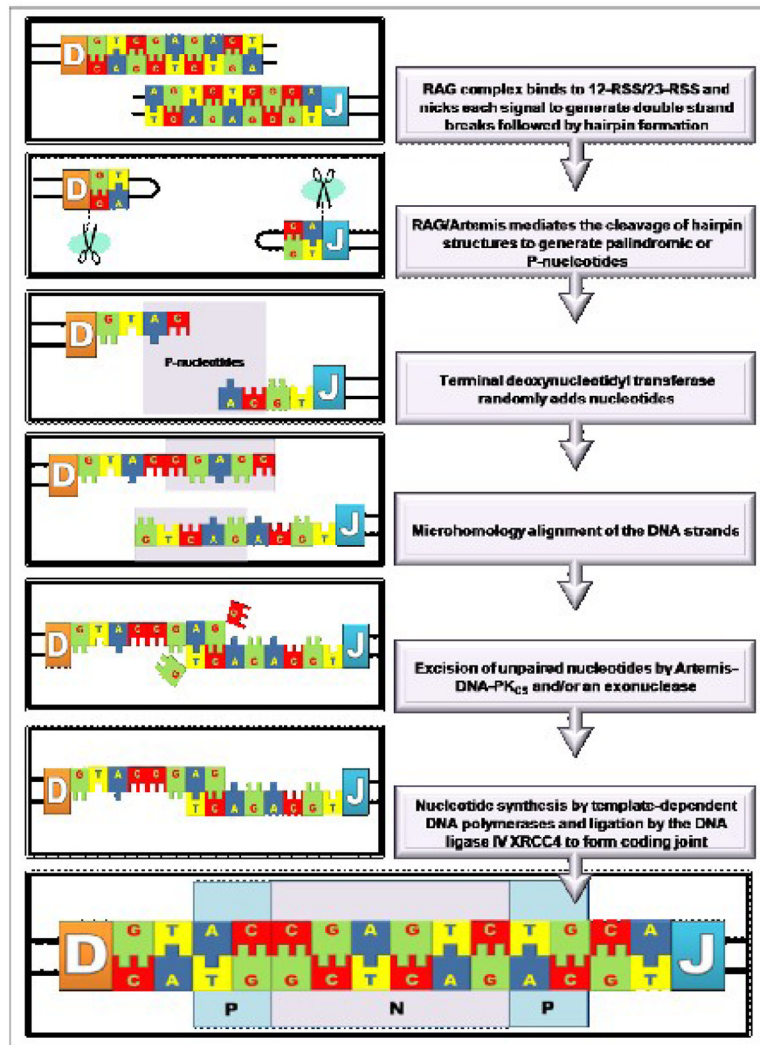 D G T C G A G A C T
C A G C T C T G A
A G T C T C G C A J
T C A G A G C G T
RAG complex binds to 12-RSS/23-RSS and
nicks each signal to generate double strand
breaks followed by hairpin formation
D G T
C A
C A J
G T
RAG/Artemis mediates the cleavage of hairpin
structures to generate palindromic or
P-nucleotides
D G T A C
P-nucleotides
A C G T J
Terminal deoxynucleotidyl transferase
randomly adds nucleotides
D G T A C C G A G C
G T C A G A C G T J
Microhomology alignment of the DNA strands
D G T A C C G A G C
G T C A G A C G T J
Excision of unpaired nucleotides by Artemis-
DNA-PKcs and/or an exonuclease
D G T A C C G A G
T C A G A C G T J
Nucleotide synthesis by template-dependent
DNA polymerases and ligation by the DNA
ligase IV XRCC4 to form coding joint
D G T A C C G A G T C T G C A J
C A T G G C T C A G A C G T
P N P